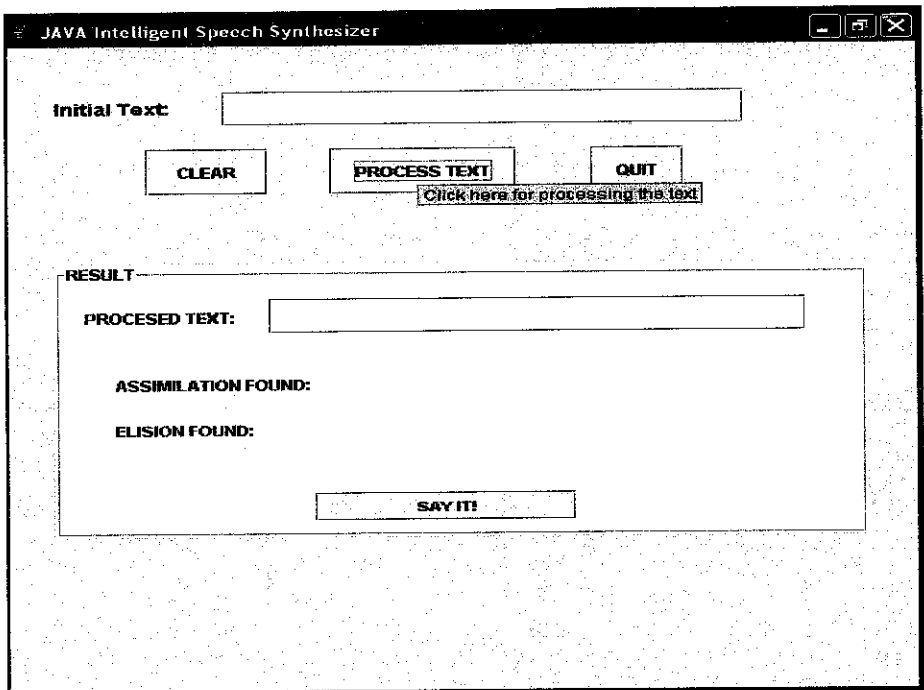 JAVA Intelligent Speech Synthesizer
Initial Text:
CLEAR PROCESS TEXT QUIT
Click here for processing the text
RESULT
PROCESED TEXT:
ASSIMILATION FOUND:
ELISION FOUND:
SAY IT!